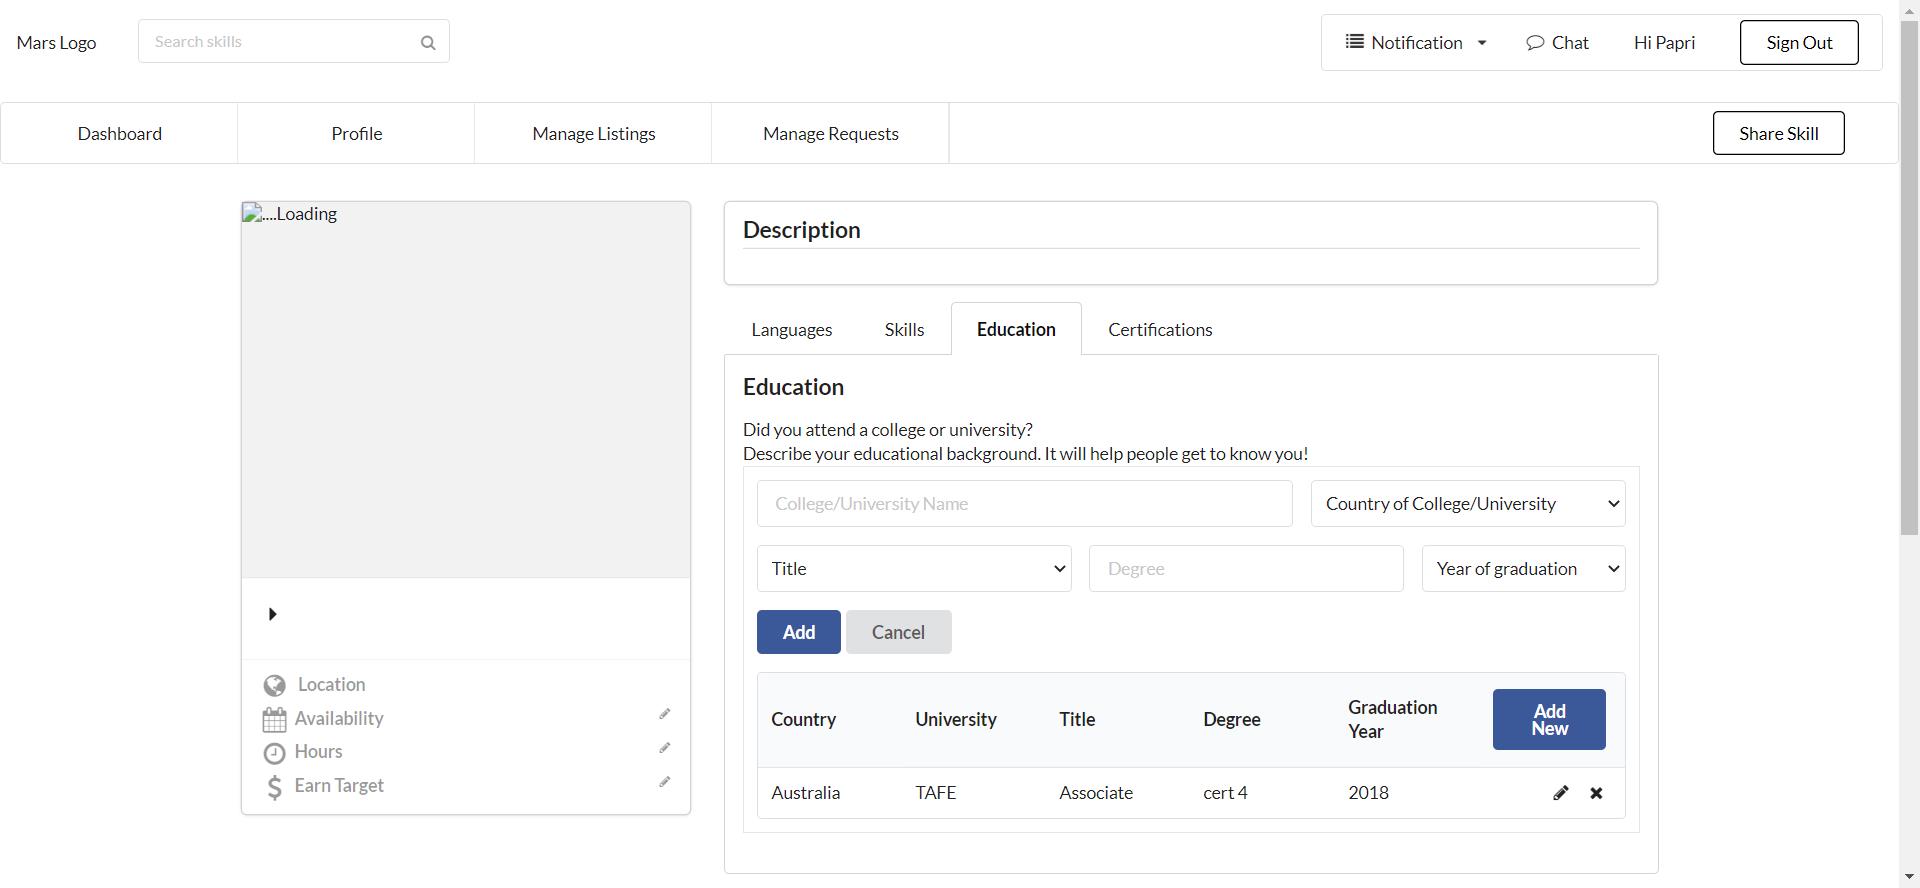 Mars Logo
Search skills
Notification
Chat
Hi Papri
Sign Out
Dashboard
Profile
Manage Listings
Manage Requests
Share Skill
....Loading
Location
Availability
Hours
Earn Target
Description
Languages
Skills
Education
Certifications
Education
Did you attend a college or university?
Describe your educational background. It will help people get to know you!
College/University Name
Country of College/University
Title
Degree
Year of graduation
Add
Cancel
Country
University
Title
Degree
Graduation
Year
Add
New
Australia
TAFE
Associate
cert 4
2018